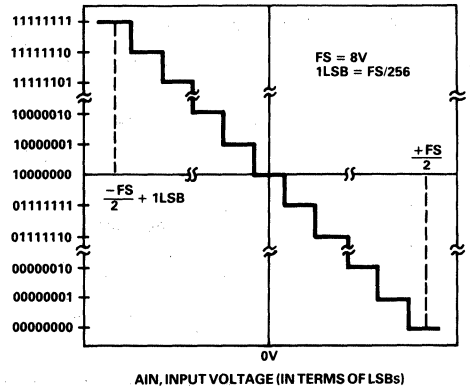 11111111
11111110
11111101
10000010
10000001
10000000
01111111
01111110
00000010
00000001
00000000
FS = 8V
1LSB = FS/256
+FS
2
-FS
2
+ 1LSB
0V
AIN, INPUT VOLTAGE (IN TERMS OF LSBs)